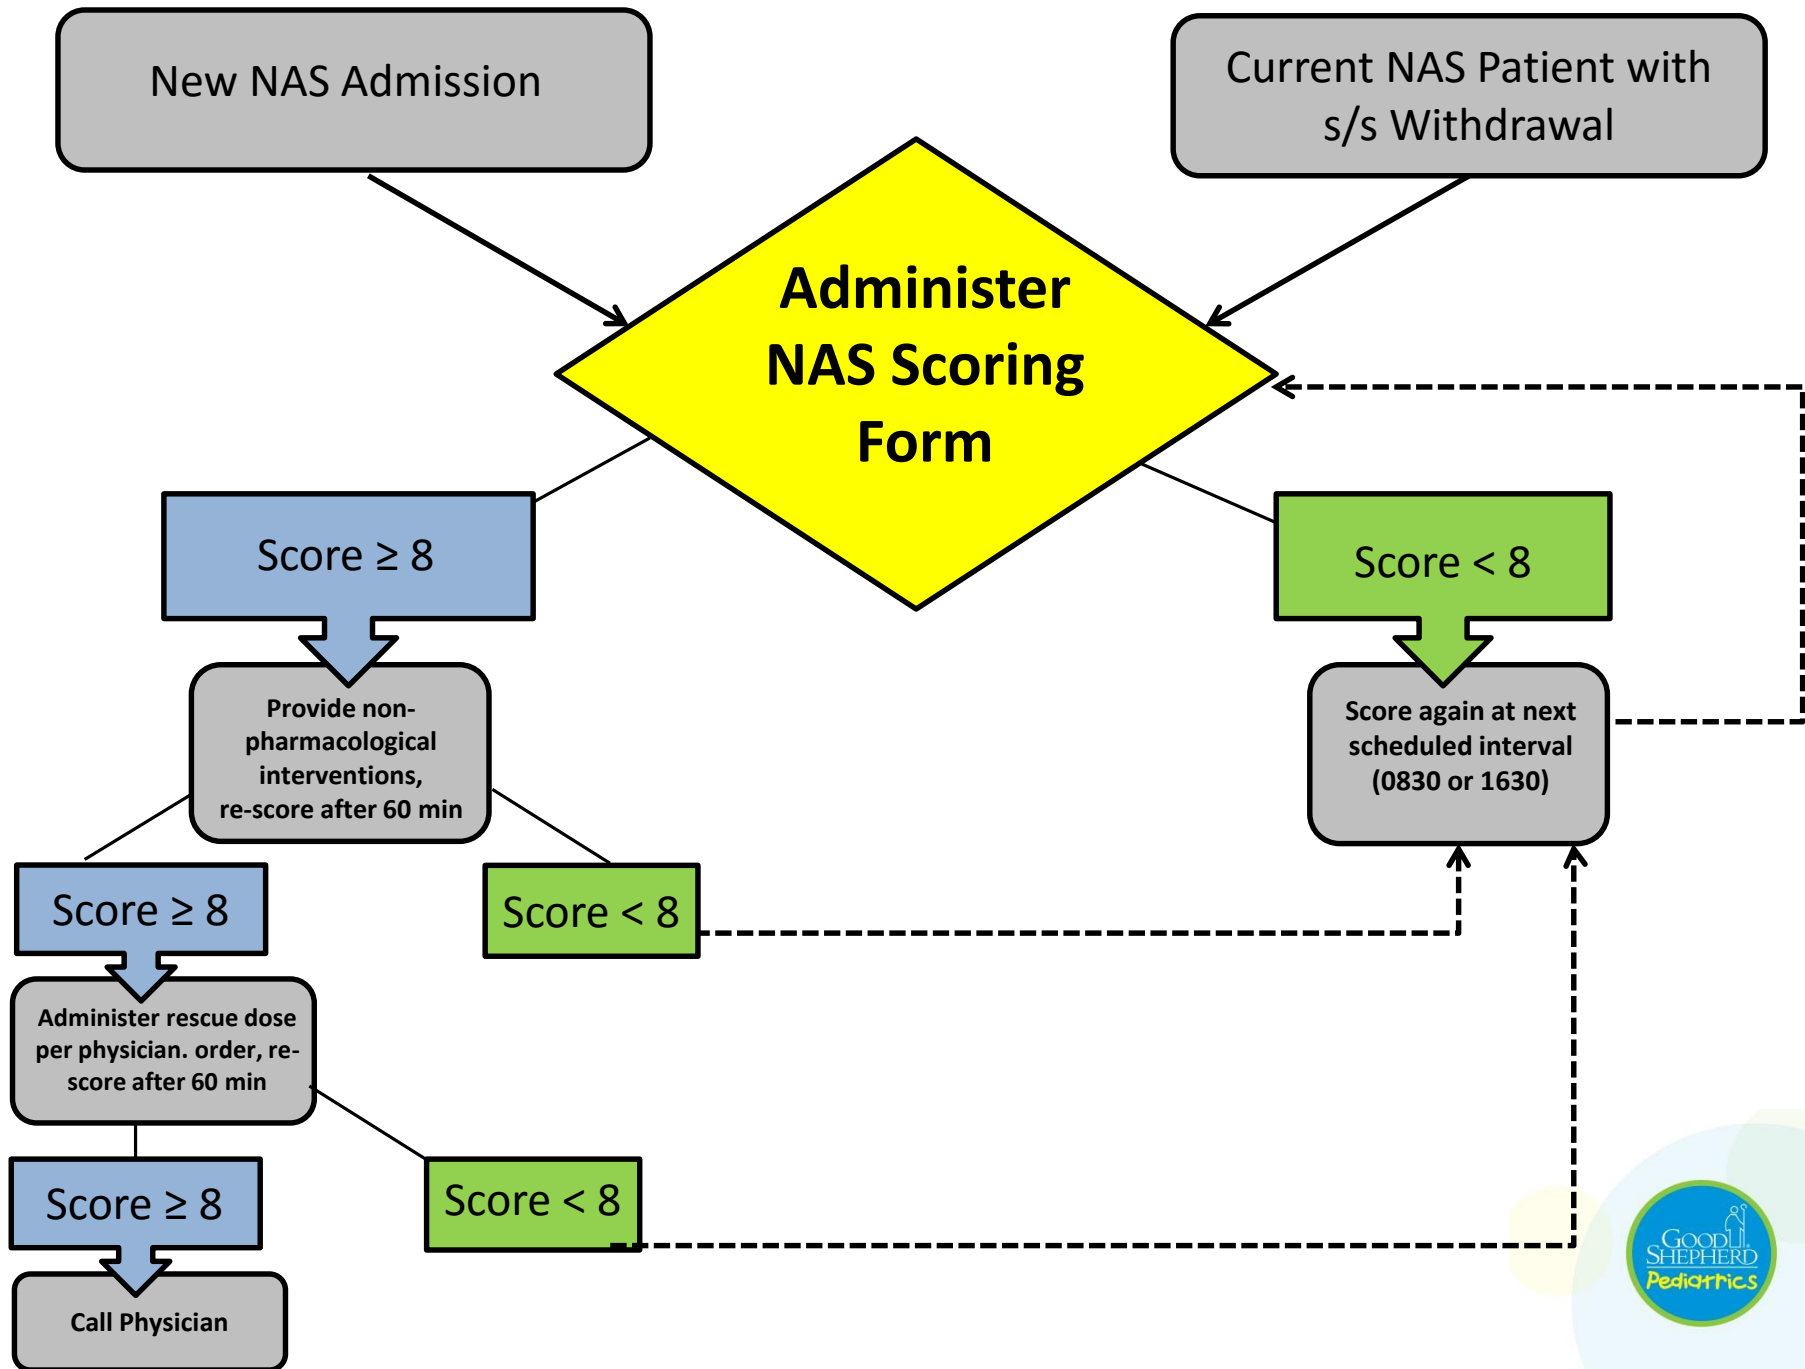 New NAS Admission
Current NAS Patient with
s/s Withdrawal
Administer
NAS Scoring
Form
Score ≥ 8
Score < 8
Provide non-
pharmacological
interventions,
re-score after 60 min
Score again at next
scheduled interval
(0830 or 1630)
Score ≥ 8
Score < 8
Administer rescue dose
per physician. order, re-
score after 60 min
Score ≥ 8
Score < 8
Call Physician
GOOD
SHEPHERD
Pediatrics